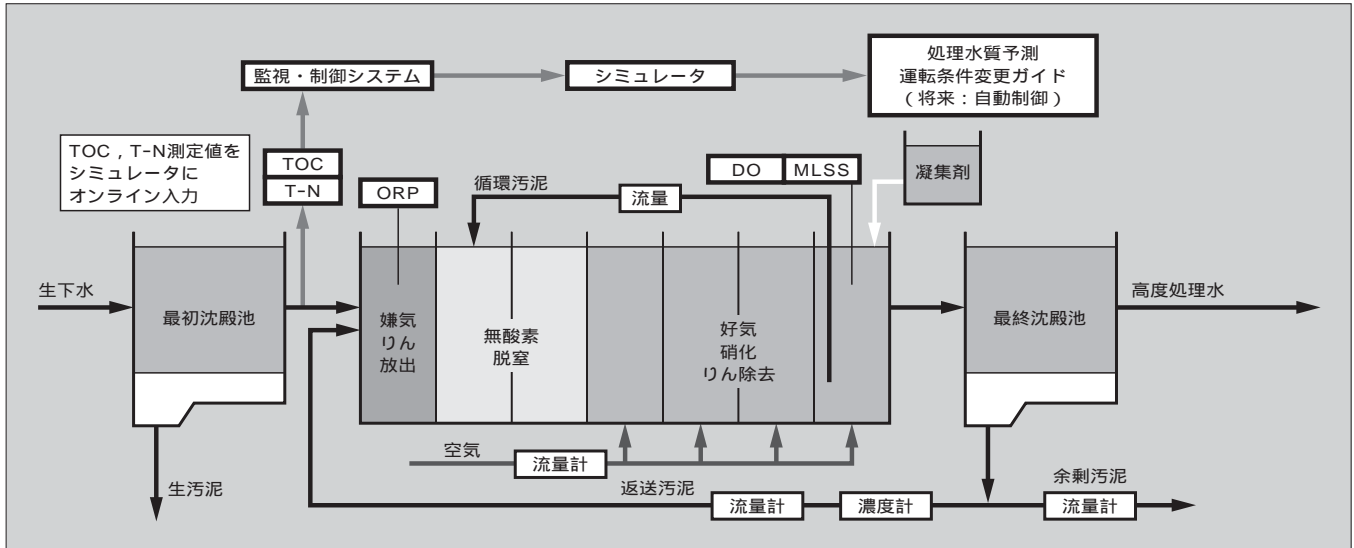 監視・制御システム
シミュレータ
処理水質予測
運転条件変更ガイド
(将来:自動制御)
TOC,T-N測定値を
シミュレータに
オンライン入力
TOC
T-N
ORP
循環汚泥
流量
DO
MLSS
凝集剤
生下水
最初沈殿池
嫌気
りん
放出
無酸素
脱窒
好気
硝化
りん除去
最終沈殿池
高度処理水
空気
流量計
生汚泥
返送汚泥
流量計
濃度計
余剰汚泥
流量計